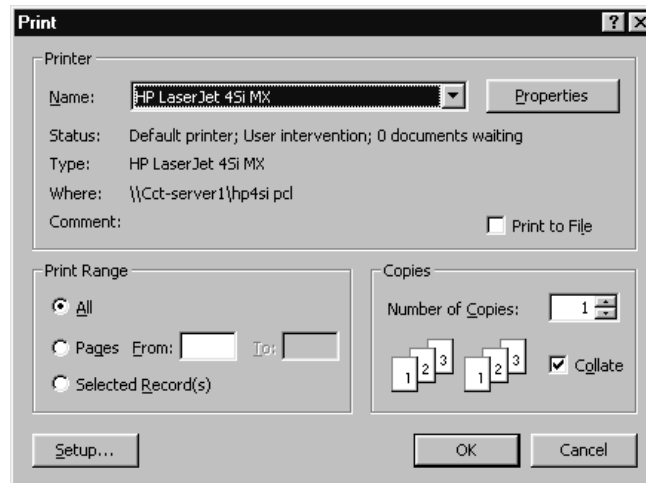 Print
Printer
Name: HP LaserJet 4Si MX Properties
Status: Default printer; User intervention; 0 documents waiting
Type: HP LaserJet 4Si MX
Where: \\Cct-server1\hp4si pcl
Comment: Print to File
Print Range
All
Pages From: To:
Selected Record(s)
Copies
Number of Copies: 1
1 2 3 1 2 3 Collate
Setup... OK Cancel